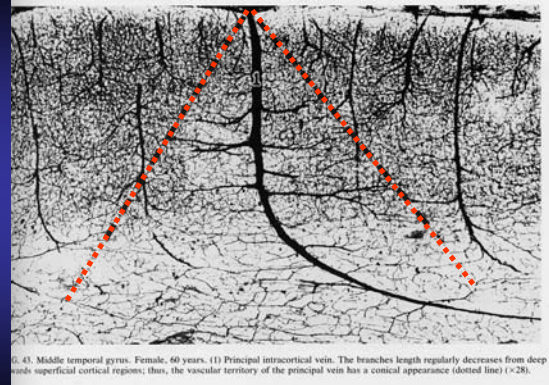 1
G. 43. Middle temporal gyrus. Female, 60 years. (1) Principal intracortical vein. The branches length regularly decreases from deep
wards superficial cortical regions; thus, the vascular territory of the principal vein has a conical appearance (dotted line) (×28).